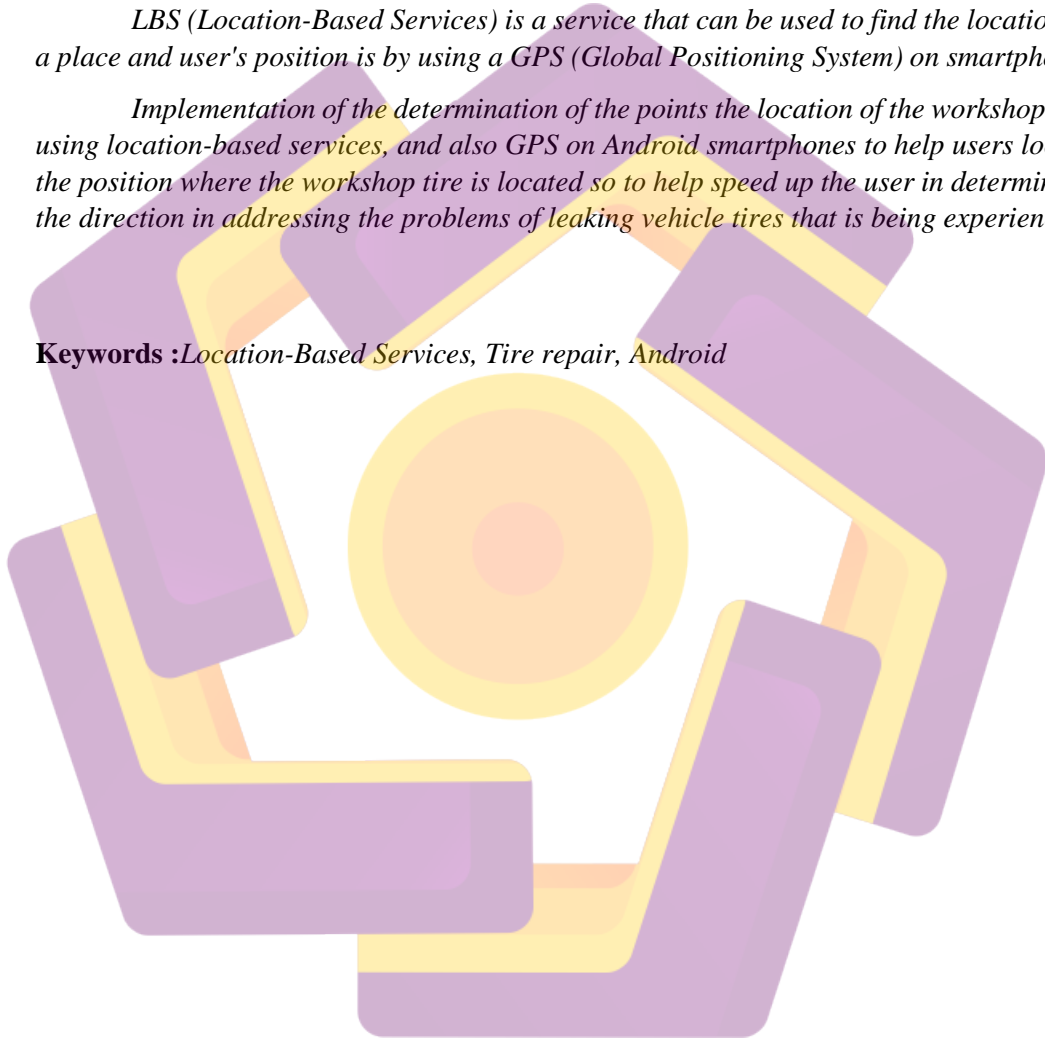 LBS (Location-Based Services) is a service that can be used to find the locatio
a place and user's position is by using a GPS (Global Positioning System) on smartph
Implementation of the determination of the points the location of the workshop
using location-based services, and also GPS on Android smartphones to help users lo
the position where the workshop tire is located so to help speed up the user in determin
the direction in addressing the problems of leaking vehicle tires that is being experien
Keywords :Location-Based Services, Tire repair, Android